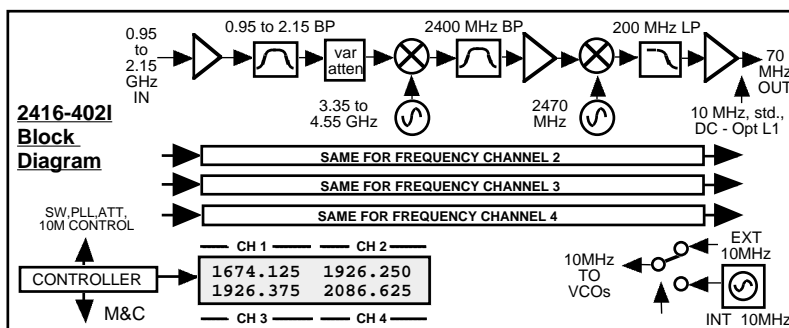 0.95
to
2.15
GHz
IN
0.95 to 2.15 BP
var
atten
2400 MHz BP
200 MHz LP
70
MHz
OUT
3.35 to
4.55 GHz
2470
MHz
10 MHz, std.,
DC - Opt L1
2416-402I
Block
Diagram
SAME FOR FREQUENCY CHANNEL 2
SAME FOR FREQUENCY CHANNEL 3
SAME FOR FREQUENCY CHANNEL 4
SW,PLL,ATT,
10M CONTROL
CONTROLLER
M&C
CH 1 CH 2
1674.125 1926.250
1926.375 2086.625
CH 3 CH 4
10MHz
TO
VCOs
EXT
10MHz
INT 10MHz